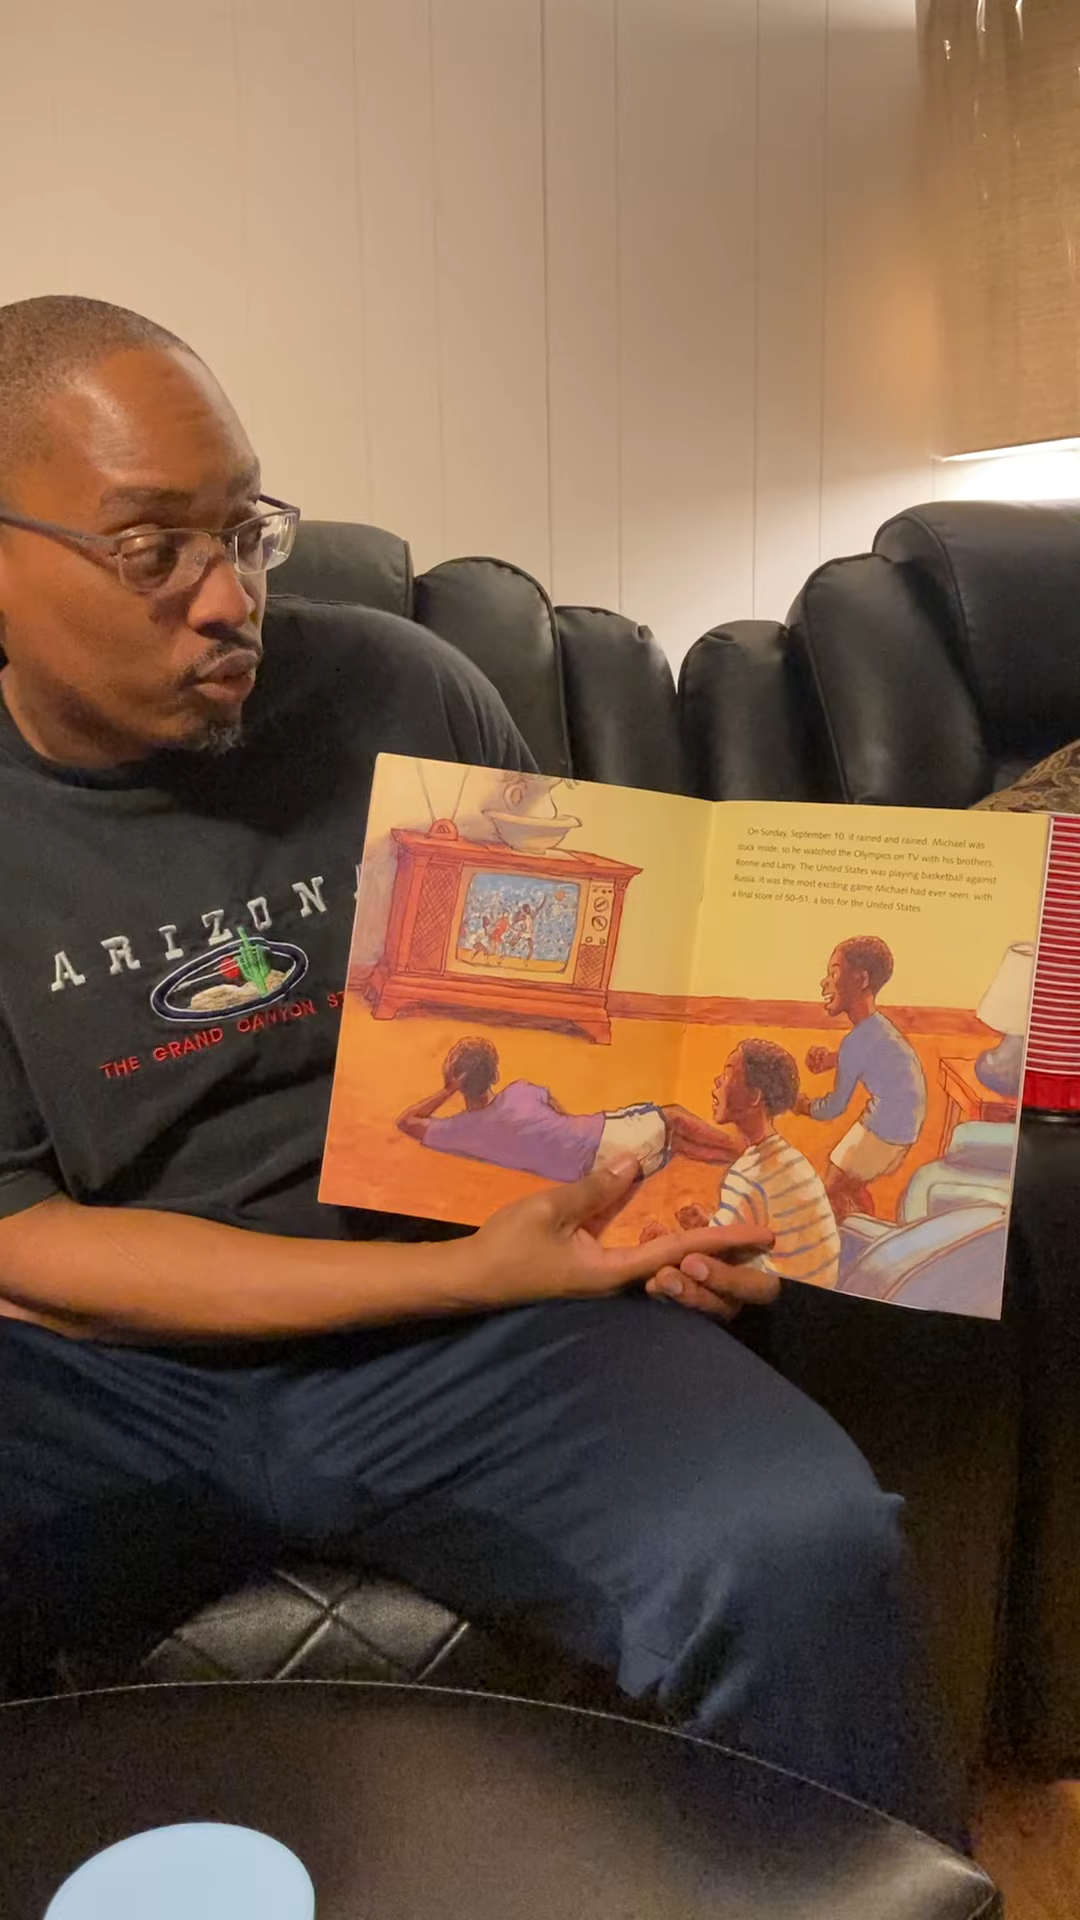 On Sunday, September 10, it rained and rained. Michael was
stuck inside, so he watched the Olympics on TV with his brothers,
Ronnie and Larry. The United States was playing basketball against
Russia. It was the most exciting game Michael had ever seen, with
a final score of 50–51, a loss for the United States.
ARIZONA
THE GRAND CANYON ST